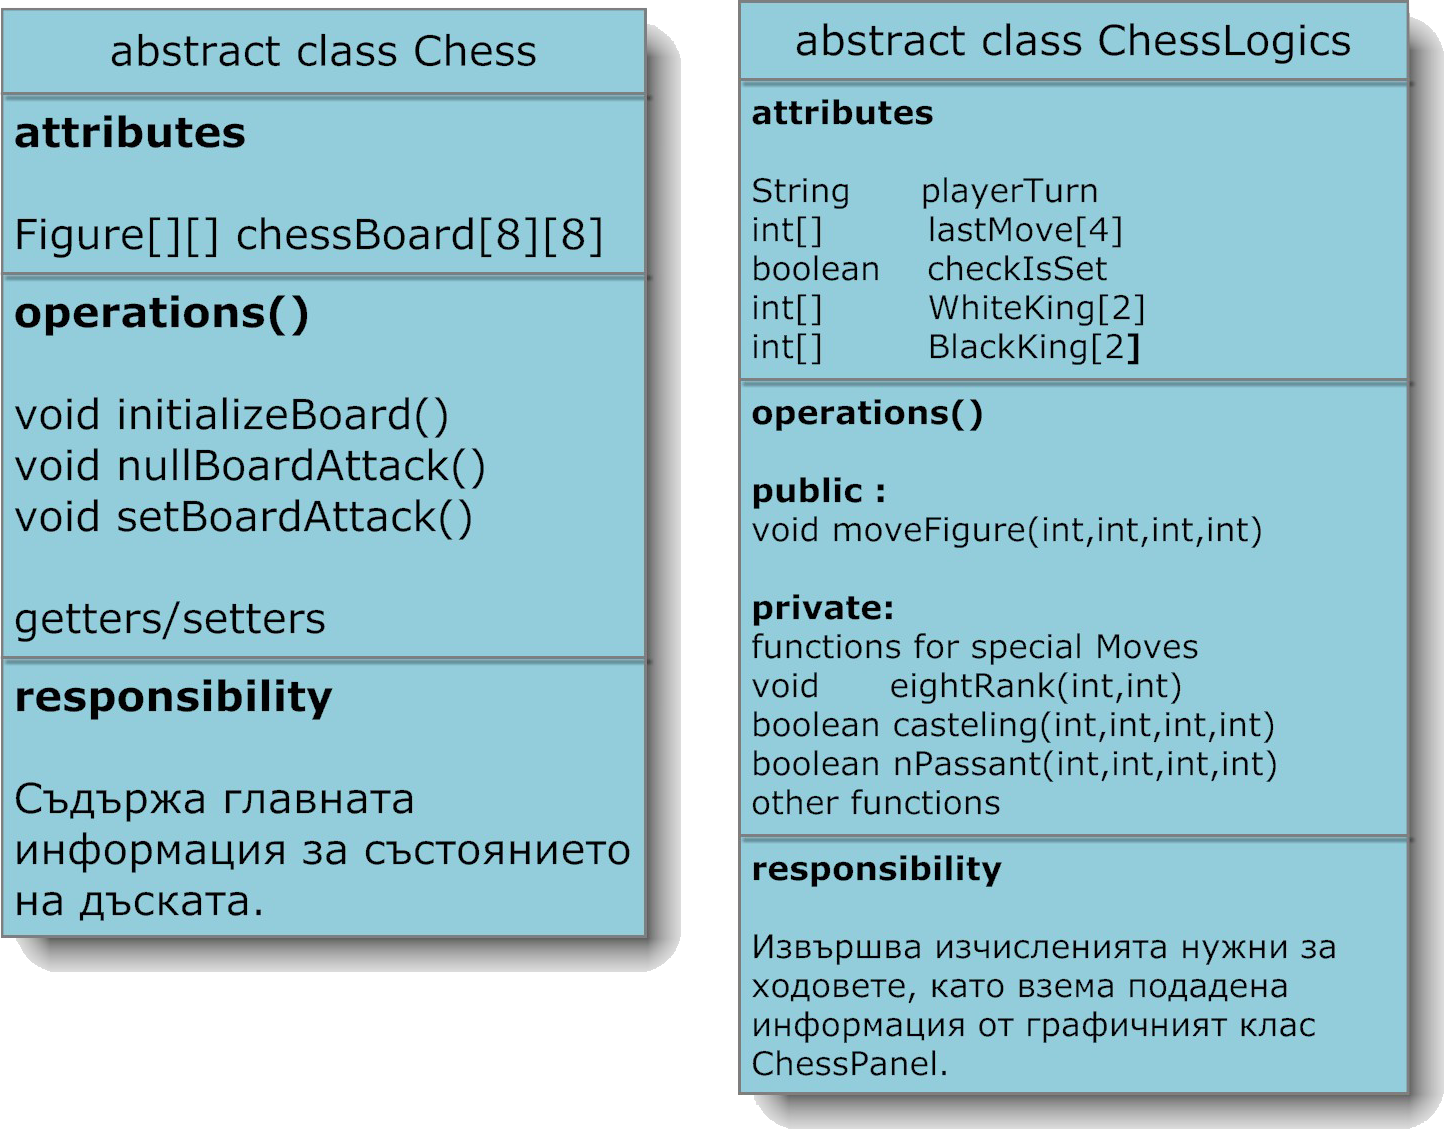 abstract class Chess
attributes
Figure[][] chessBoard[8][8]
operations()
void initializeBoard()
void nullBoardAttack()
void setBoardAttack()
getters/setters
responsibility
Съдържа главната
информация за състоянието
на дъската.
abstract class ChessLogics
attributes
String playerTurn
int[] lastMove[4]
boolean checkIsSet
int[] WhiteKing[2]
int[] BlackKing[2]
operations()
public :
void moveFigure(int,int,int,int)
private:
functions for special Moves
void eightRank(int,int)
boolean casteling(int,int,int,int)
boolean nPassant(int,int,int,int)
other functions
responsibility
Извършва изчисленията нужни за
ходовете, като взема подадена
информация от графичният клас
ChessPanel.